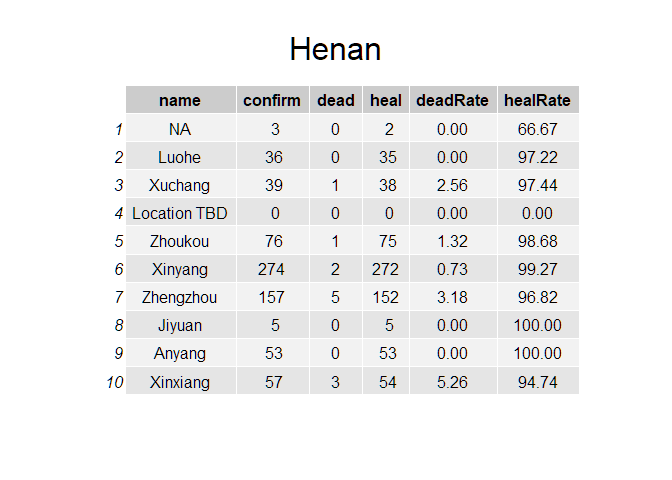 Henan
name confirm dead heal deadRate healRate
1 NA 3 0 2 0.00 66.67
2 Luohe 36 0 35 0.00 97.22
3 Xuchang 39 1 38 2.56 97.44
4 Location TBD 0 0 0 0.00 0.00
5 Zhoukou 76 1 75 1.32 98.68
6 Xinyang 274 2 272 0.73 99.27
7 Zhengzhou 157 5 152 3.18 96.82
8 Jiyuan 5 0 5 0.00 100.00
9 Anyang 53 0 53 0.00 100.00
10 Xinxiang 57 3 54 5.26 94.74